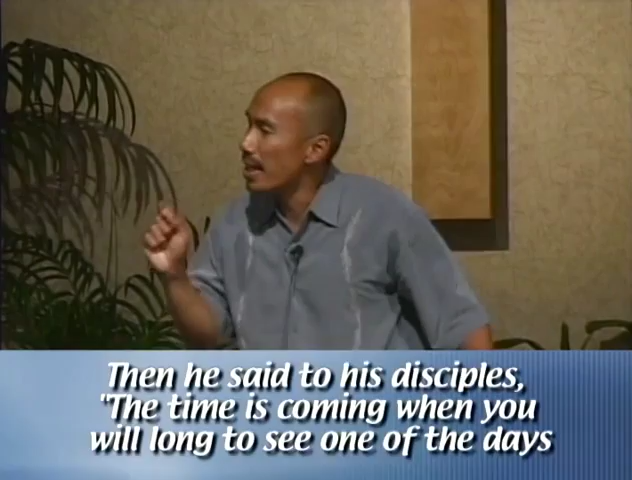 Then he said to his disciples,
"The time is coming when you
will long to see one of the days